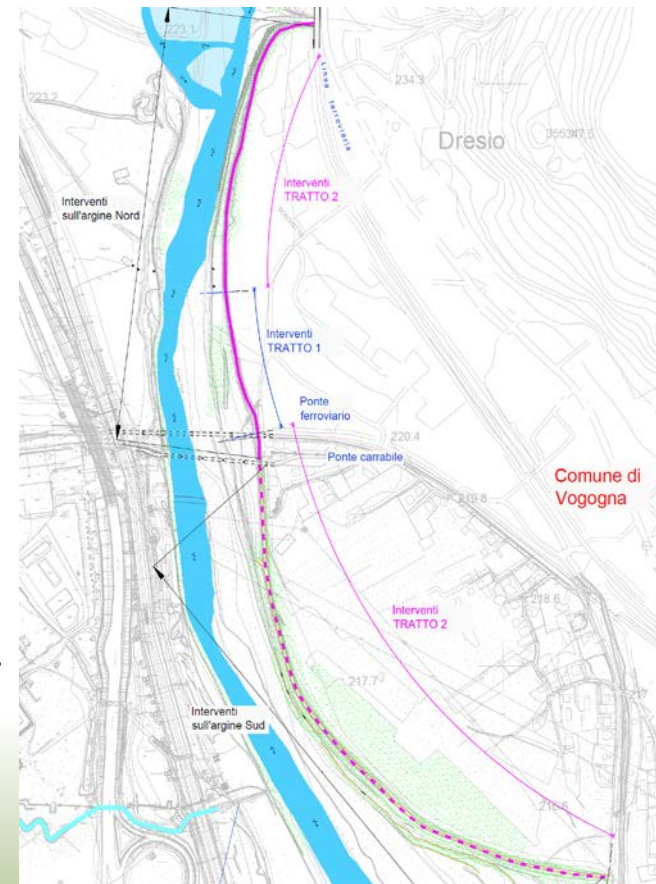 223.1
223.2
234.3
Linea ferroviaria
Dresio
Interventi
TRATTO 2
Interventi
sull'argine Nord
Interventi
TRATTO 1
Ponte
ferroviario
220.4
Ponte carrabile
Comune di
Vogogna
218.6
Interventi
TRATTO 2
217.7
Interventi
sull'argine Sud